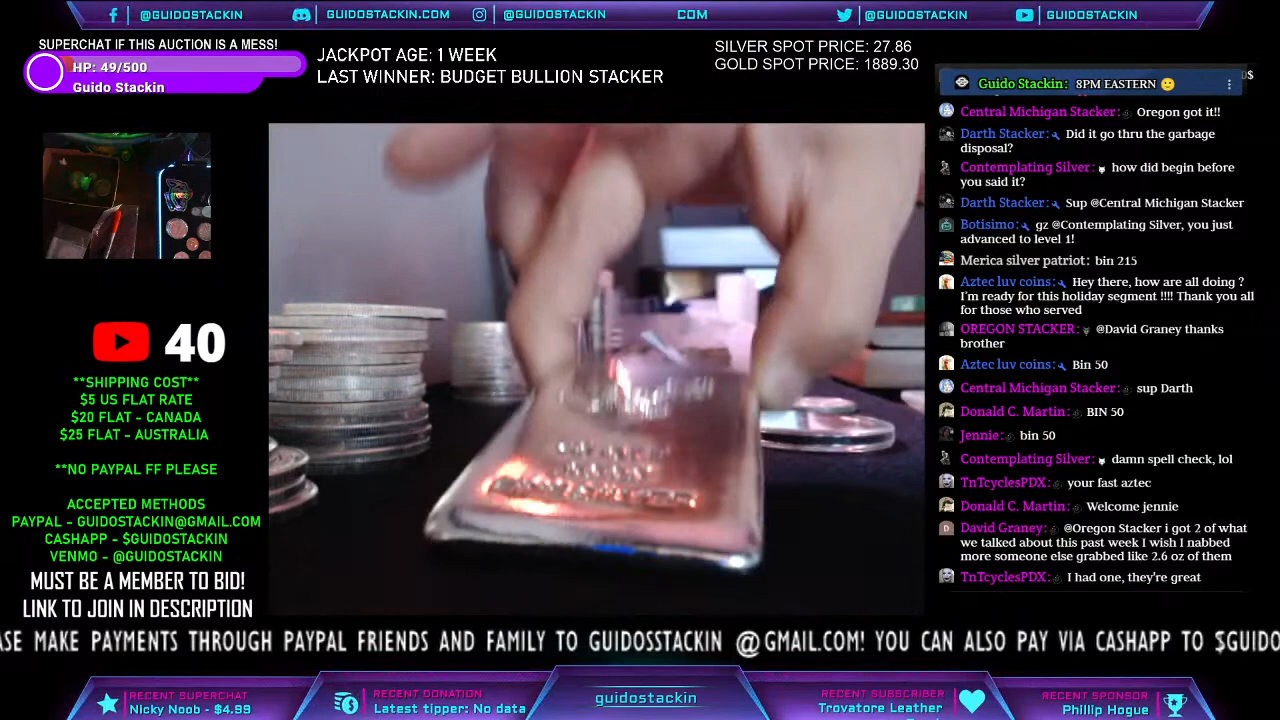 @GUIDOSTACKIN
GUIDOSTACKIN.COM
@GUIDOSTACKIN
COM
@GUIDOSTACKIN
GUIDOSTACKIN
SUPERCHAT IF THIS AUCTION IS A MESS!
HP: 49/500
Guido Stackin
JACKPOT AGE: 1 WEEK
LAST WINNER: BUDGET BULLION STACKER
SILVER SPOT PRICE: 27.86
GOLD SPOT PRICE: 1889.30
Guido Stackin: 8PM EASTERN 🙂
Central Michigan Stacker: Oregon got it!!
Darth Stacker: Did it go thru the garbage
disposal?
Contemplating Silver: how did begin before
you said it?
Darth Stacker: Sup @Central Michigan Stacker
Botisimo: gz @Contemplating Silver, you just
advanced to level 1!
Merica silver patriot: bin 215
Aztec luv coins: Hey there, how are all doing ?
I'm ready for this holiday segment !!!! Thank you all
for those who served
OREGON STACKER: @David Graney thanks
brother
Aztec luv coins: Bin 50
Central Michigan Stacker: sup Darth
Donald C. Martin: BIN 50
Jennie: bin 50
Contemplating Silver: damn spell check, lol
TnTcyclesPDX: your fast aztec
Donald C. Martin: Welcome jennie
David Graney: @Oregon Stacker i got 2 of what
we talked about this past week I wish I nabbed
more someone else grabbed like 2.6 oz of them
TnTcyclesPDX: I had one, they're great
40
**SHIPPING COST**
$5 US FLAT RATE
$20 FLAT - CANADA
$25 FLAT - AUSTRALIA
**NO PAYPAL FF PLEASE
ACCEPTED METHODS
PAYPAL - GUIDOSTACKIN@GMAIL.COM
CASHAPP - $GUIDOSTACKIN
VENMO - @GUIDOSTACKIN
MUST BE A MEMBER TO BID!
LINK TO JOIN IN DESCRIPTION
ASE MAKE PAYMENTS THROUGH PAYPAL FRIENDS AND FAMILY TO GUIDOSSTACKIN @GMAIL.COM! YOU CAN ALSO PAY VIA CASHAPP TO $GUIDO
RECENT SUPERCHAT
Nicky Noob - $4.99
RECENT DONATION
Latest tipper: No data
guidostackin
RECENT SUBSCRIBER
Trovatore Leather
RECENT SPONSOR
Phillip Hogue